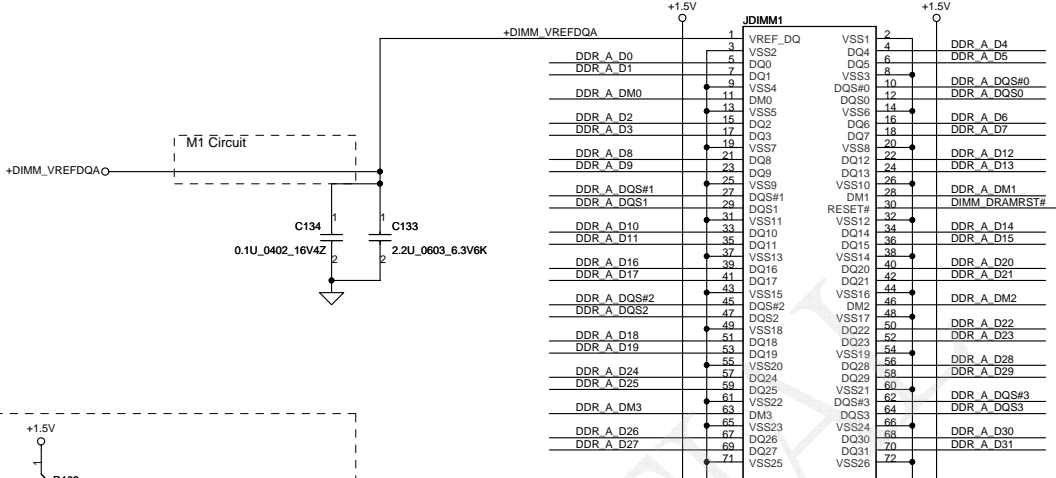 +1.5V +1.5V
JDIMM1
+DIMM_VREFDQA 1 VREF_DQ VSS1 2
3 VSS2 DQ4 4 DDR_A_D4
DDR_A_D0 5 DQ0 DQ5 6 DDR_A_D5
DDR_A_D1 7 DQ1 VSS3 8
9 VSS4 DQS#0 10 DDR_A_DQS#0
DDR_A_DM0 11 DM0 DQS0 12 DDR_A_DQS0
13 VSS5 VSS6 14
DDR_A_D2 15 DQ2 DQ6 16 DDR_A_D6
DDR_A_D3 17 DQ3 DQ7 18 DDR_A_D7
19 VSS7 VSS8 20
DDR_A_D8 21 DQ8 DQ12 22 DDR_A_D12
DDR_A_D9 23 DQ9 DQ13 24 DDR_A_D13
25 VSS9 VSS10 26
DDR_A_DQS#1 27 DQS#1 DM1 28 DDR_A_DM1
DDR_A_DQS1 29 DQS1 RESET# 30 DIMM_DRAMRST#
31 VSS11 VSS12 32
DDR_A_D10 33 DQ10 DQ14 34 DDR_A_D14
DDR_A_D11 35 DQ11 DQ15 36 DDR_A_D15
37 VSS13 VSS14 38
DDR_A_D16 39 DQ16 DQ20 40 DDR_A_D20
DDR_A_D17 41 DQ17 DQ21 42 DDR_A_D21
43 VSS15 VSS16 44
DDR_A_DQS#2 45 DQS#2 DM2 46 DDR_A_DM2
DDR_A_DQS2 47 DQS2 VSS17 48
49 VSS18 DQ22 50 DDR_A_D22
DDR_A_D18 51 DQ18 DQ23 52 DDR_A_D23
DDR_A_D19 53 DQ19 VSS19 54
55 VSS20 DQ28 56 DDR_A_D28
DDR_A_D24 57 DQ24 DQ29 58 DDR_A_D29
DDR_A_D25 59 DQ25 VSS21 60
61 VSS22 DQS#3 62 DDR_A_DQS#3
DDR_A_DM3 63 DM3 DQS3 64 DDR_A_DQS3
65 VSS23 VSS24 66
DDR_A_D26 67 DQ26 DQ30 68 DDR_A_D30
DDR_A_D27 69 DQ27 DQ31 70 DDR_A_D31
71 VSS25 VSS26 72
M1 Circuit
+DIMM_VREFDQA
1 1
C134 C133
0.1U_0402_16V4Z 2.2U_0603_6.3V6K
2 2
+1.5V
1